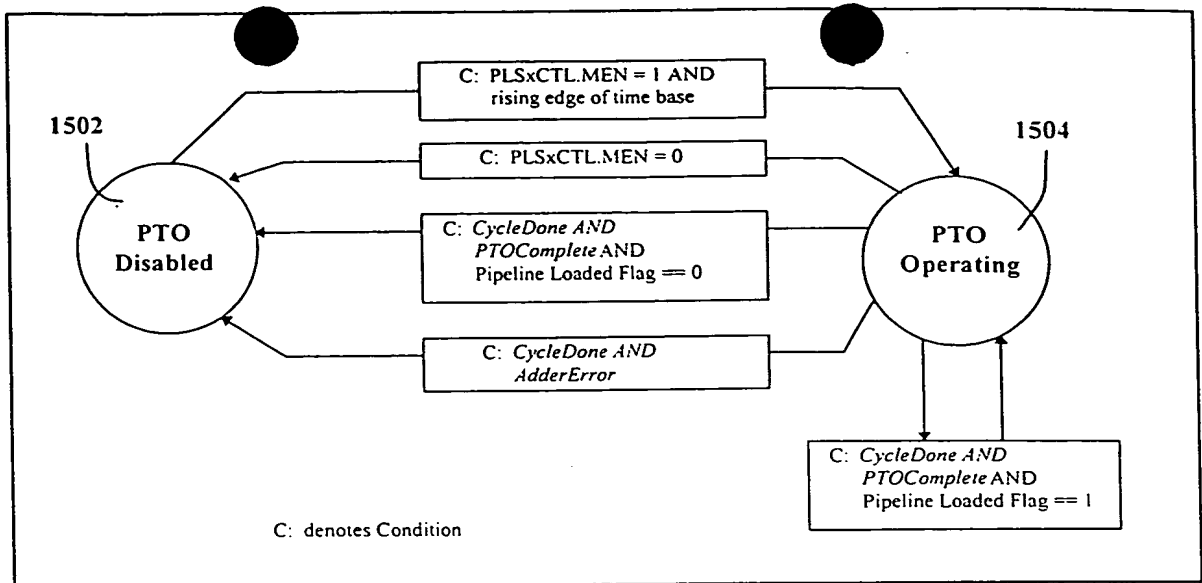 C: PLSxCTL.MEN = 1 AND
rising edge of time base
1502
1504
C: PLSxCTL.MEN = 0
PTO
Disabled
C: CycleDone AND
PTOComplete AND
Pipeline Loaded Flag == 0
PTO
Operating
C: CycleDone AND
AdderError
C: CycleDone AND
PTOComplete AND
Pipeline Loaded Flag == 1
C: denotes Condition